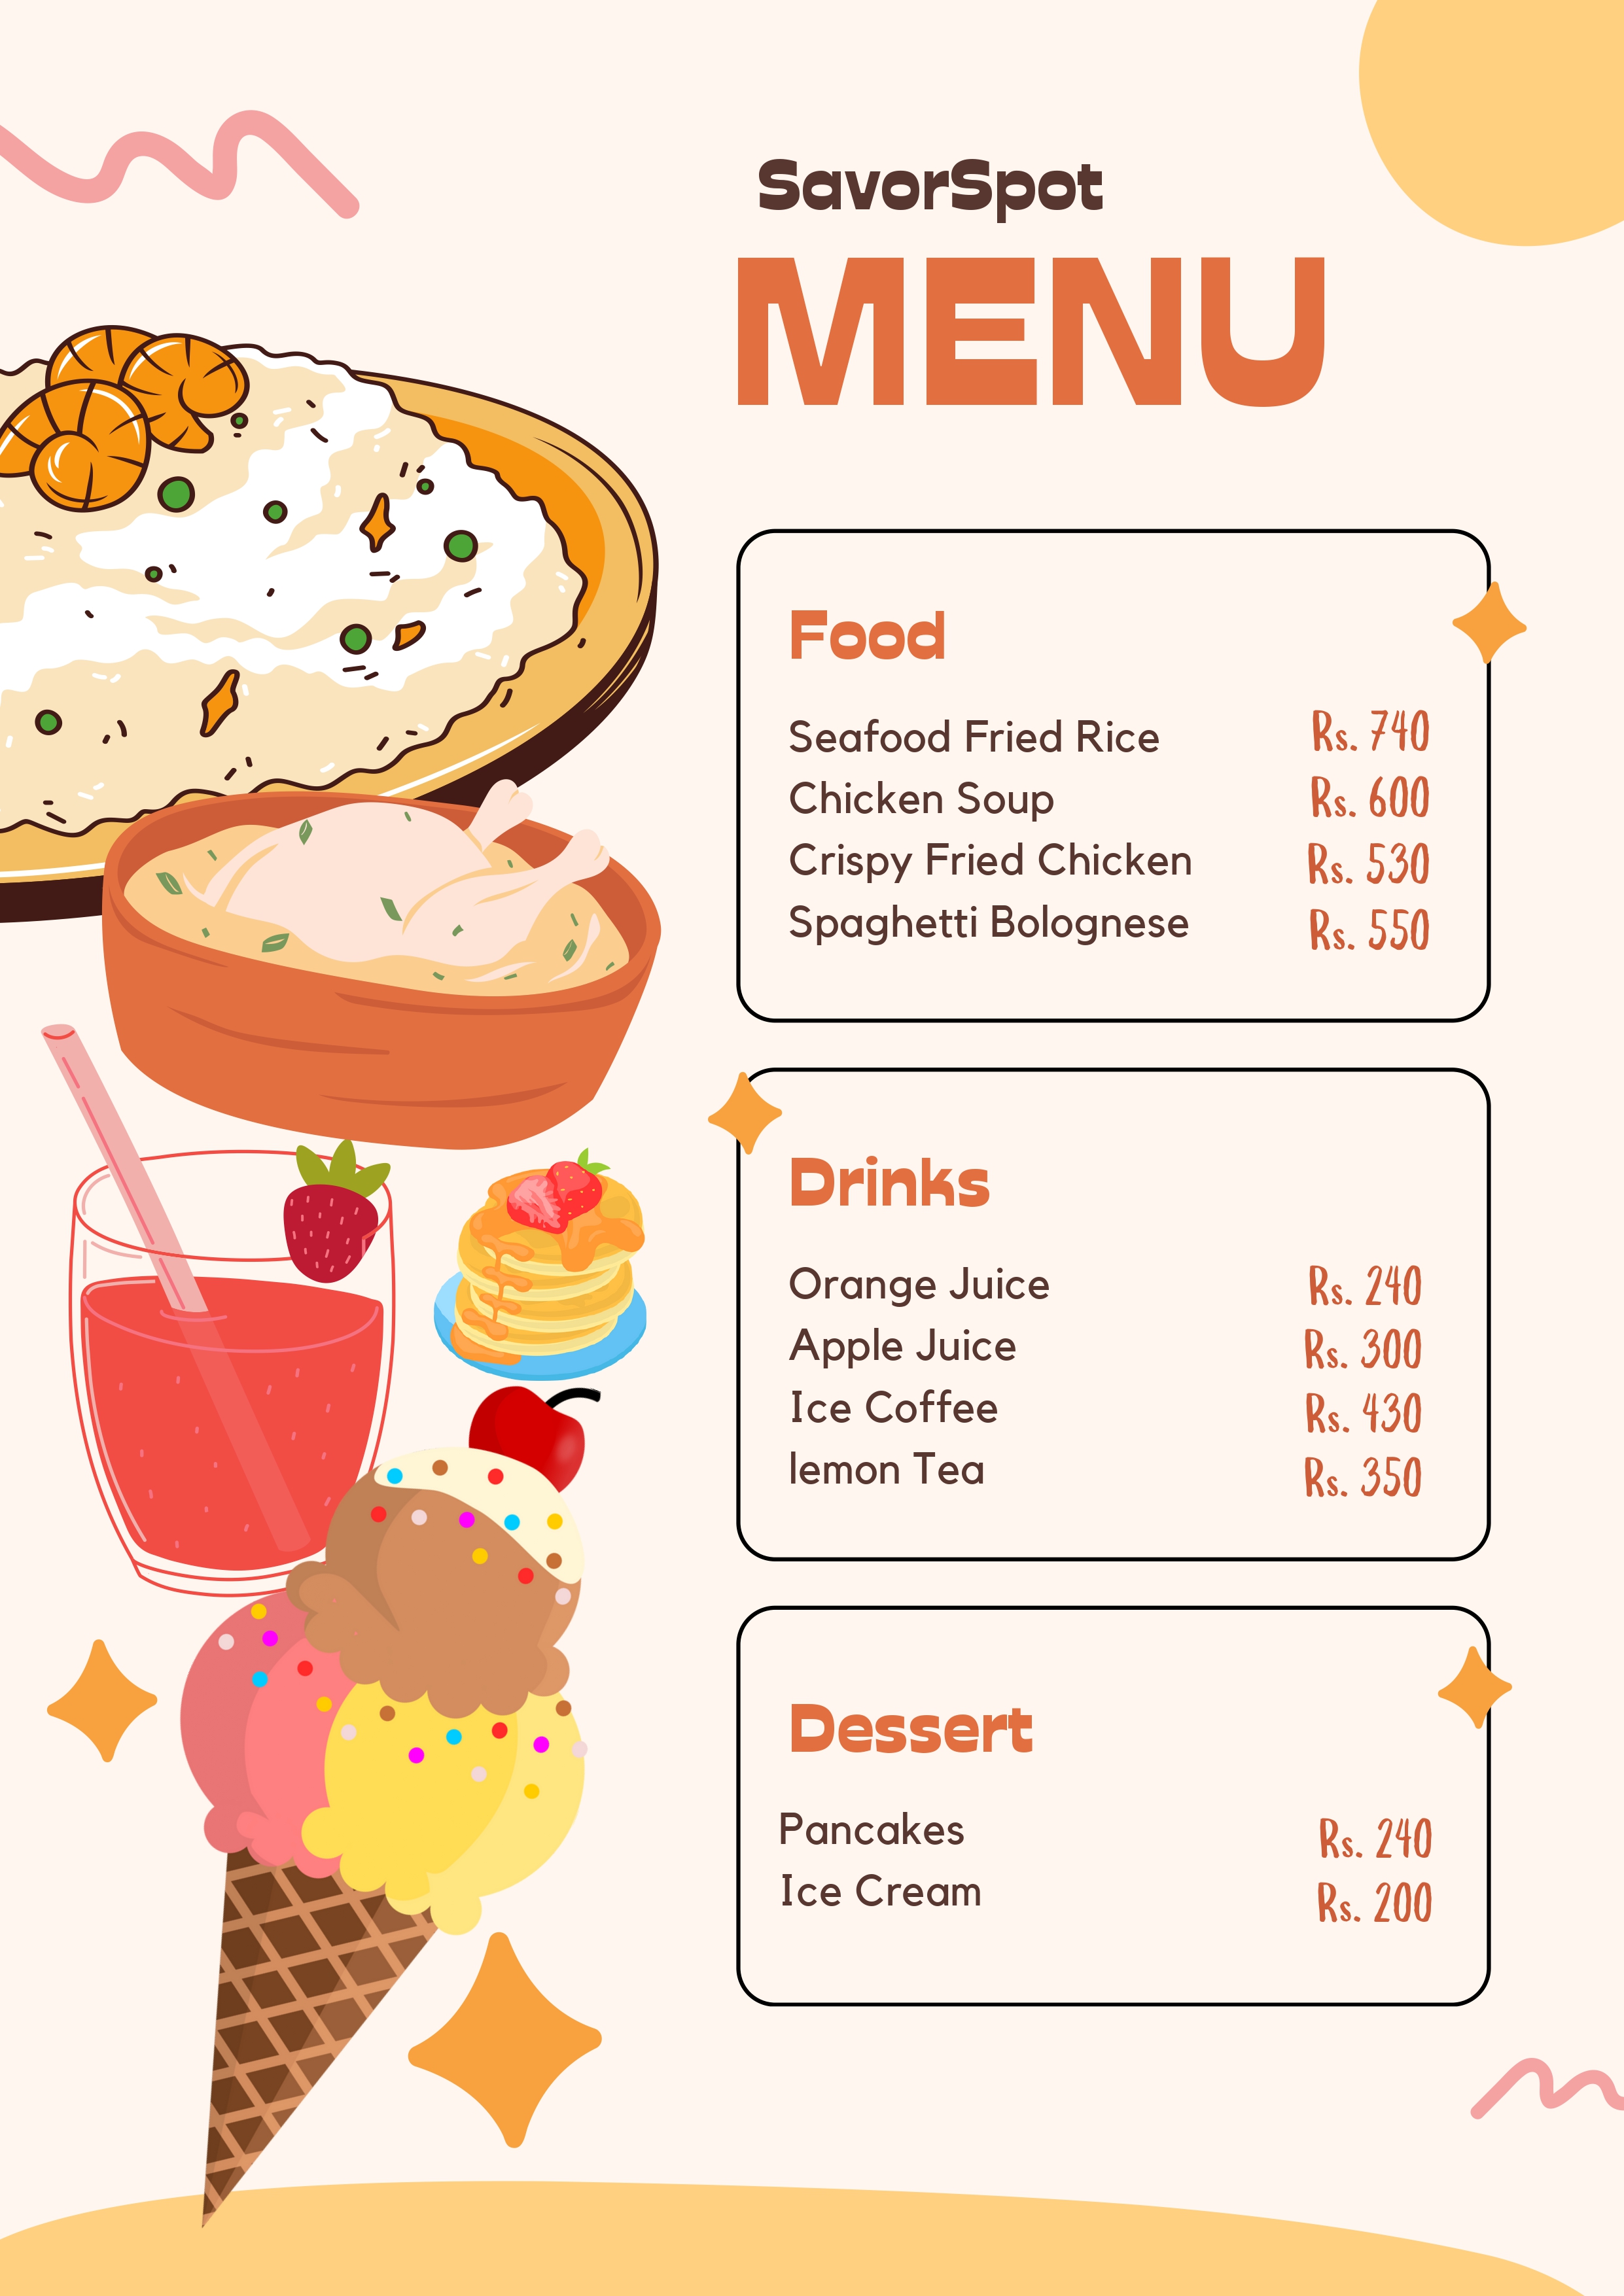 SavorSpot
MENU
Food
Seafood Fried Rice Rs. 740
Chicken Soup Rs. 600
Crispy Fried Chicken Rs. 530
Spaghetti Bolognese Rs. 550
Drinks
Orange Juice Rs. 240
Apple Juice Rs. 300
Ice Coffee Rs. 430
lemon Tea Rs. 350
Dessert
Pancakes Rs. 240
Ice Cream Rs. 200